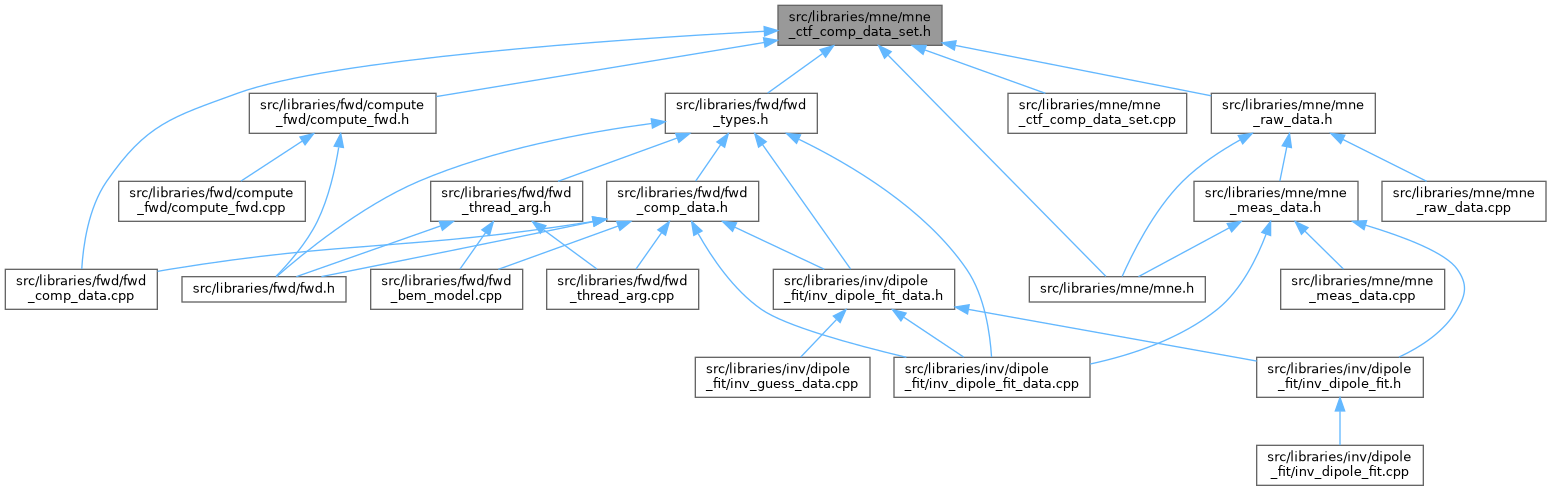 src/libraries/mne/mne
_ctf_comp_data_set.h
src/libraries/fwd/compute
_fwd/compute_fwd.h
src/libraries/fwd/fwd
_types.h
src/libraries/mne/mne
_ctf_comp_data_set.cpp
src/libraries/mne/mne
_raw_data.h
src/libraries/fwd/compute
_fwd/compute_fwd.cpp
src/libraries/fwd/fwd
_thread_arg.h
src/libraries/fwd/fwd
_comp_data.h
src/libraries/mne/mne
_meas_data.h
src/libraries/mne/mne
_raw_data.cpp
src/libraries/fwd/fwd
_comp_data.cpp
src/libraries/fwd/fwd.h
src/libraries/fwd/fwd
_bem_model.cpp
src/libraries/fwd/fwd
_thread_arg.cpp
src/libraries/inv/dipole
_fit/inv_dipole_fit_data.h
src/libraries/mne/mne.h
src/libraries/mne/mne
_meas_data.cpp
src/libraries/inv/dipole
_fit/inv_guess_data.cpp
src/libraries/inv/dipole
_fit/inv_dipole_fit_data.cpp
src/libraries/inv/dipole
_fit/inv_dipole_fit.h
src/libraries/inv/dipole
_fit/inv_dipole_fit.cpp